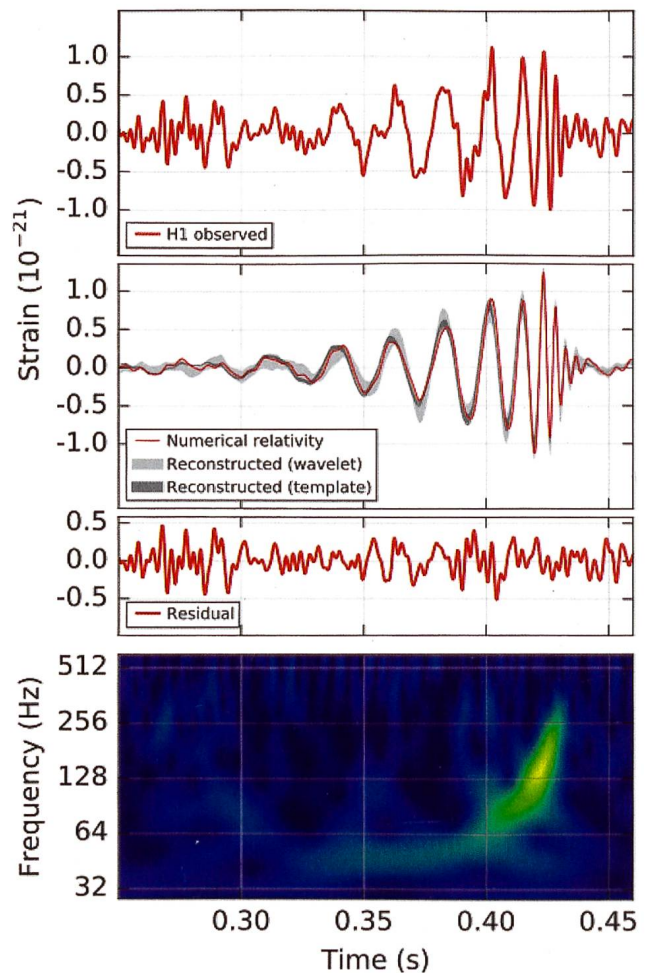 1.0
0.5
0.0
-0.5
-1.0
H1 observed
Strain (10⁻²¹)
1.0
0.5
0.0
-0.5
-1.0
Numerical relativity
Reconstructed (wavelet)
Reconstructed (template)
0.5
0.0
-0.5
Residual
Frequency (Hz)
512
256
128
64
32
0.30 0.35 0.40 0.45
Time (s)